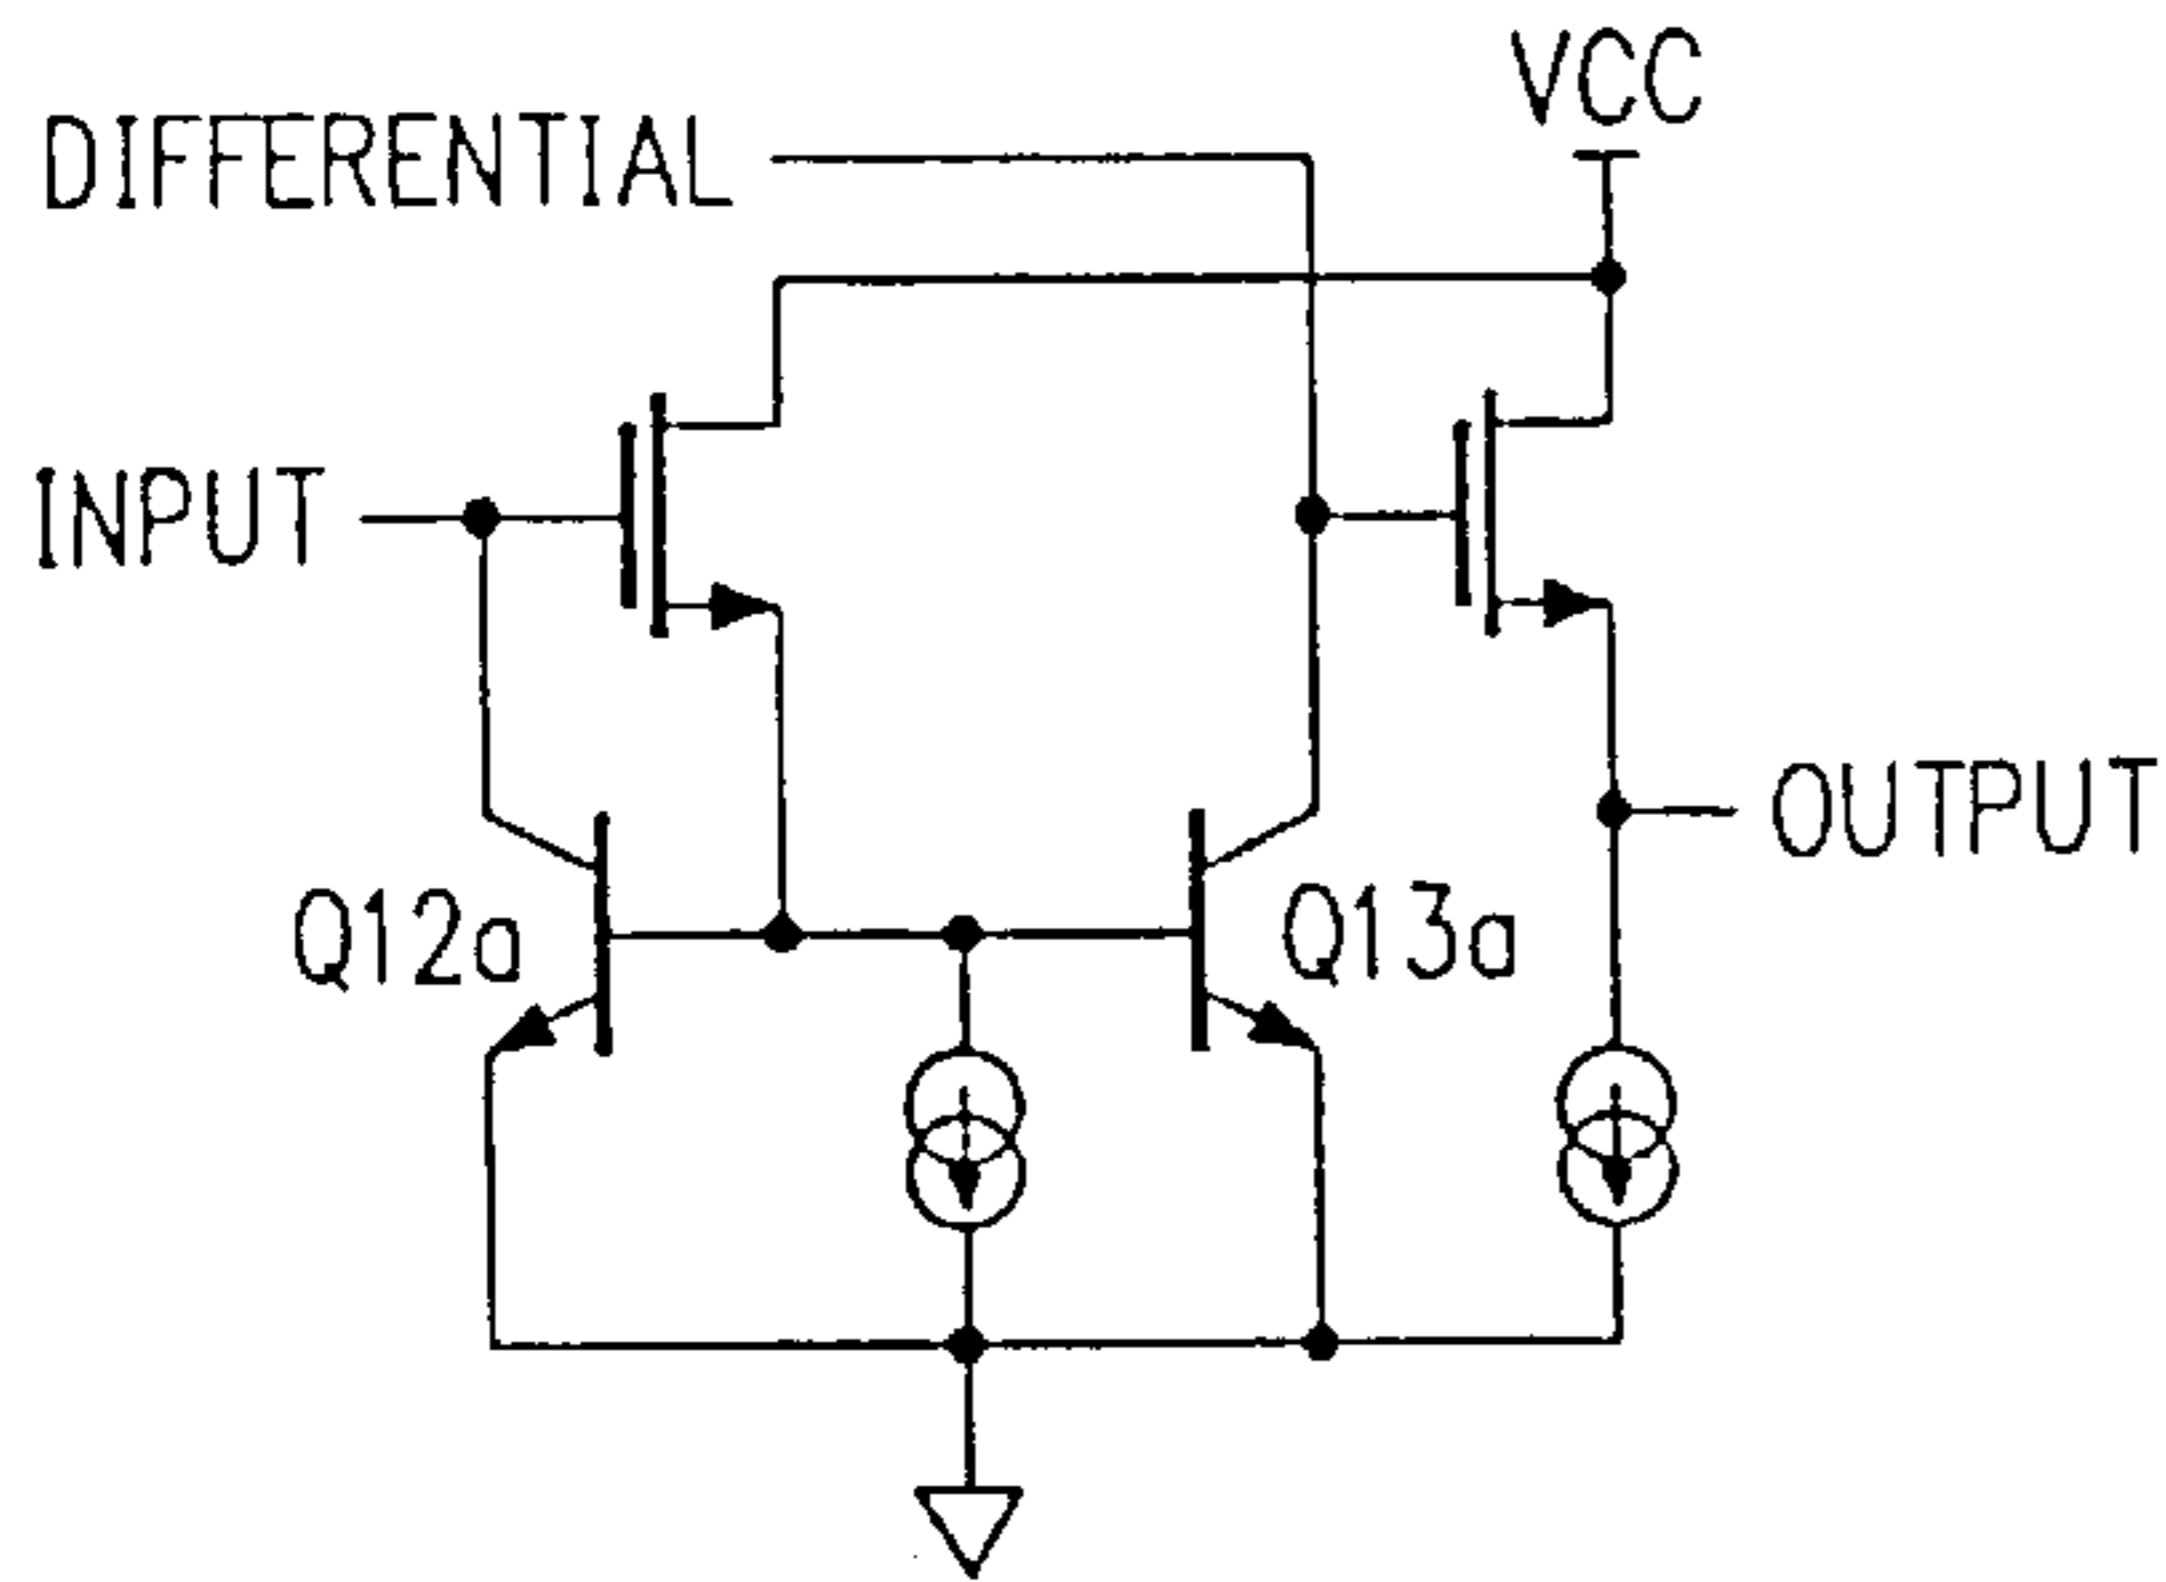 VCC
DIFFERENTIAL
INPUT
OUTPUT
Q12a
Q13a